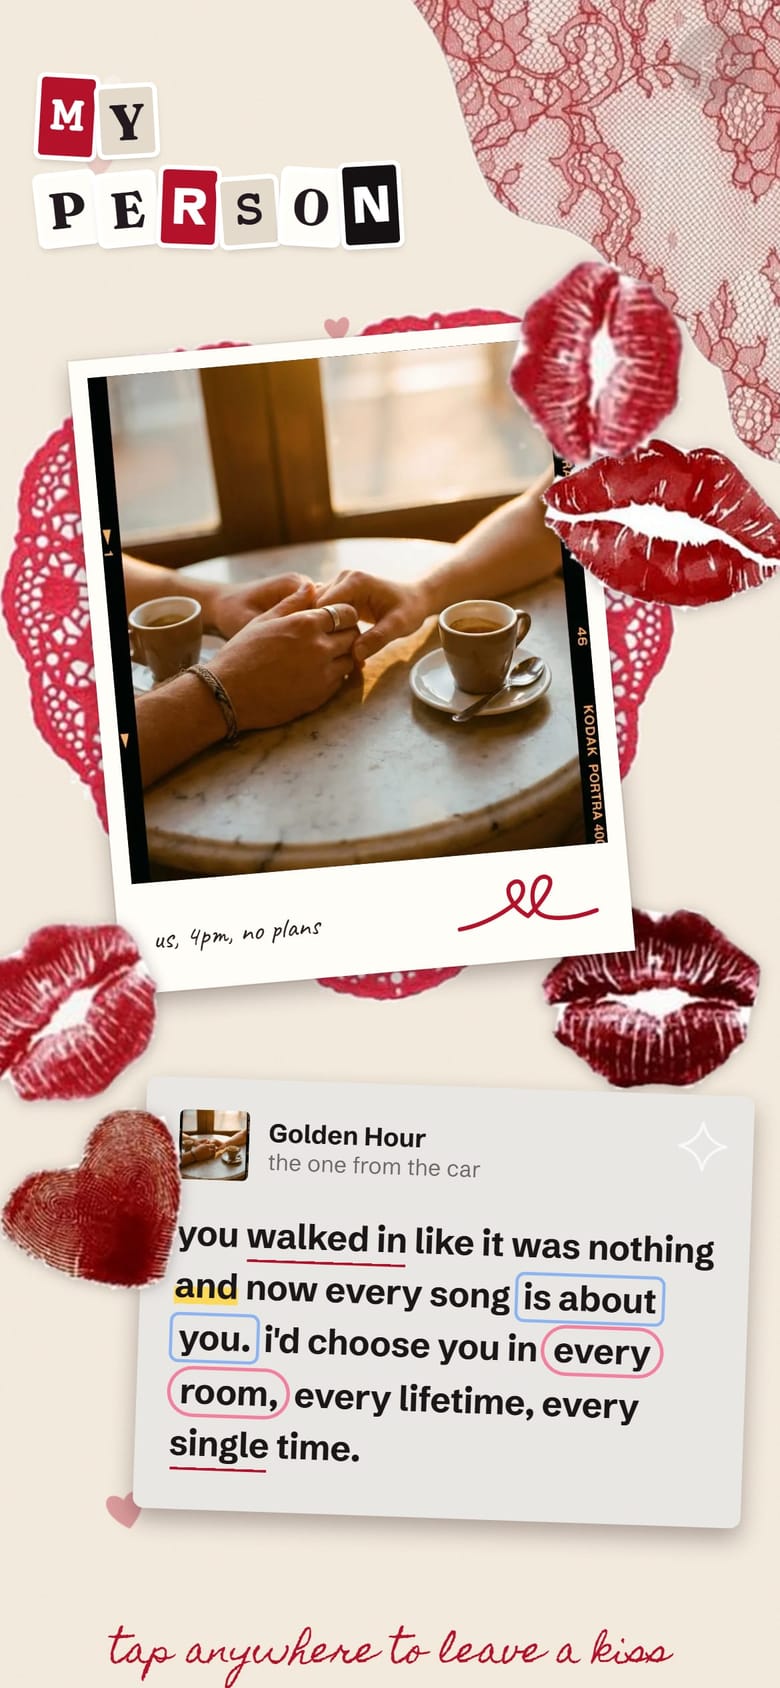 MY
PERSON
1
46
KODAK PORTRA 400
us, 4pm, no plans
Golden Hour
the one from the car
you walked in like it was nothing
and now every song is about
you. i'd choose you in every
room, every lifetime, every
single time.
tap anywhere to leave a kiss